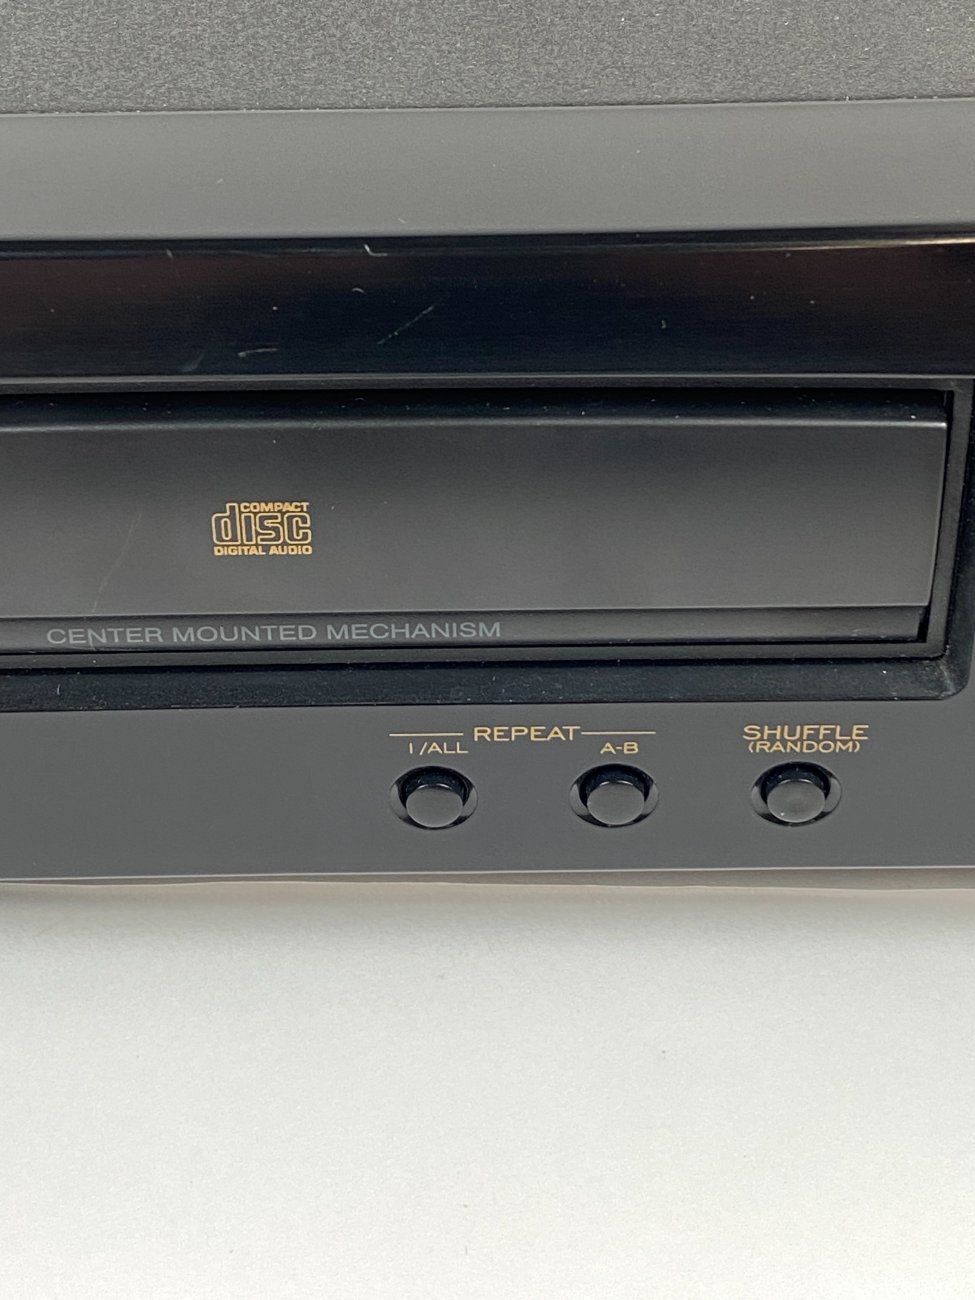 COMPACT
disc
DIGITAL AUDIO
CENTER MOUNTED MECHANISM
REPEAT
1/ALL
A-B
SHUFFLE
(RANDOM)